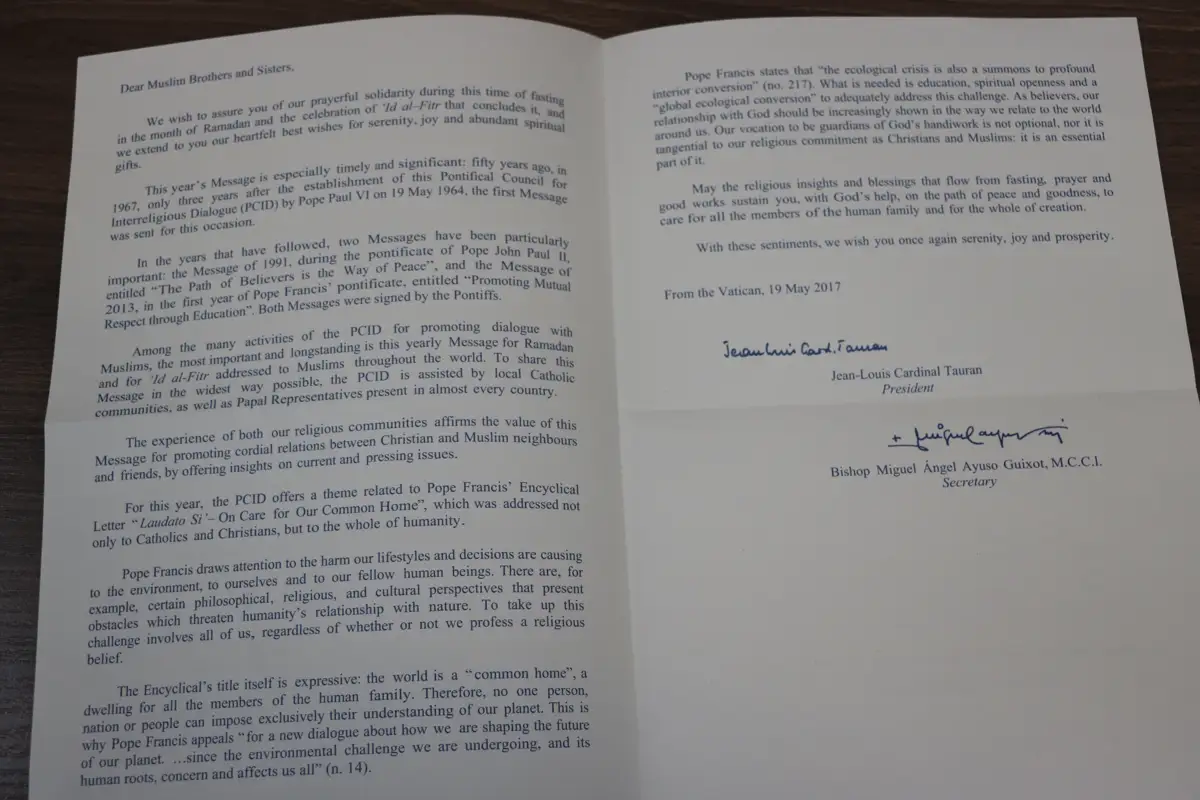 Dear Muslim Brothers and Sisters,
We wish to assure you of our prayerful solidarity during this time of fasting
in the month of Ramadan and the celebration of ‘Id al–Fitr that concludes it, and
we extend to you our heartfelt best wishes for serenity, joy and abundant spiritual
gifts.
This year’s Message is especially timely and significant: fifty years ago, in
1967, only three years after the establishment of this Pontifical Council for
Interreligious Dialogue (PCID) by Pope Paul VI on 19 May 1964, the first Message
was sent for this occasion.
In the years that have followed, two Messages have been particularly
important: the Message of 1991, during the pontificate of Pope John Paul II,
entitled “The Path of Believers is the Way of Peace”, and the Message of
2013, in the first year of Pope Francis’ pontificate, entitled “Promoting Mutual
Respect through Education”. Both Messages were signed by the Pontiffs.
Among the many activities of the PCID for promoting dialogue with
Muslims, the most important and longstanding is this yearly Message for Ramadan
and for ‘Id al-Fitr addressed to Muslims throughout the world. To share this
Message in the widest way possible, the PCID is assisted by local Catholic
communities, as well as Papal Representatives present in almost every country.
The experience of both our religious communities affirms the value of this
Message for promoting cordial relations between Christian and Muslim neighbours
and friends, by offering insights on current and pressing issues.
For this year, the PCID offers a theme related to Pope Francis’ Encyclical
Letter “Laudato Si’– On Care for Our Common Home”, which was addressed not
only to Catholics and Christians, but to the whole of humanity.
Pope Francis draws attention to the harm our lifestyles and decisions are causing
to the environment, to ourselves and to our fellow human beings. There are, for
example, certain philosophical, religious, and cultural perspectives that present
obstacles which threaten humanity’s relationship with nature. To take up this
challenge involves all of us, regardless of whether or not we profess a religious
belief.
The Encyclical’s title itself is expressive: the world is a “common home”, a
dwelling for all the members of the human family. Therefore, no one person,
nation or people can impose exclusively their understanding of our planet. This is
why Pope Francis appeals “for a new dialogue about how we are shaping the future
of our planet. …since the environmental challenge we are undergoing, and its
human roots, concern and affects us all” (n. 14).
Pope Francis states that “the ecological crisis is also a summons to profound
interior conversion” (no. 217). What is needed is education, spiritual openness and a
“global ecological conversion” to adequately address this challenge. As believers, our
relationship with God should be increasingly shown in the way we relate to the world
around us. Our vocation to be guardians of God’s handiwork is not optional, nor it is
tangential to our religious commitment as Christians and Muslims: it is an essential
part of it.
May the religious insights and blessings that flow from fasting, prayer and
good works sustain you, with God’s help, on the path of peace and goodness, to
care for all the members of the human family and for the whole of creation.
With these sentiments, we wish you once again serenity, joy and prosperity.
From the Vatican, 19 May 2017
Jean Luis Card. Tauran
Jean-Louis Cardinal Tauran
President
Bishop Miguel Ángel Ayuso Guixot, M.C.C.I.
Secretary